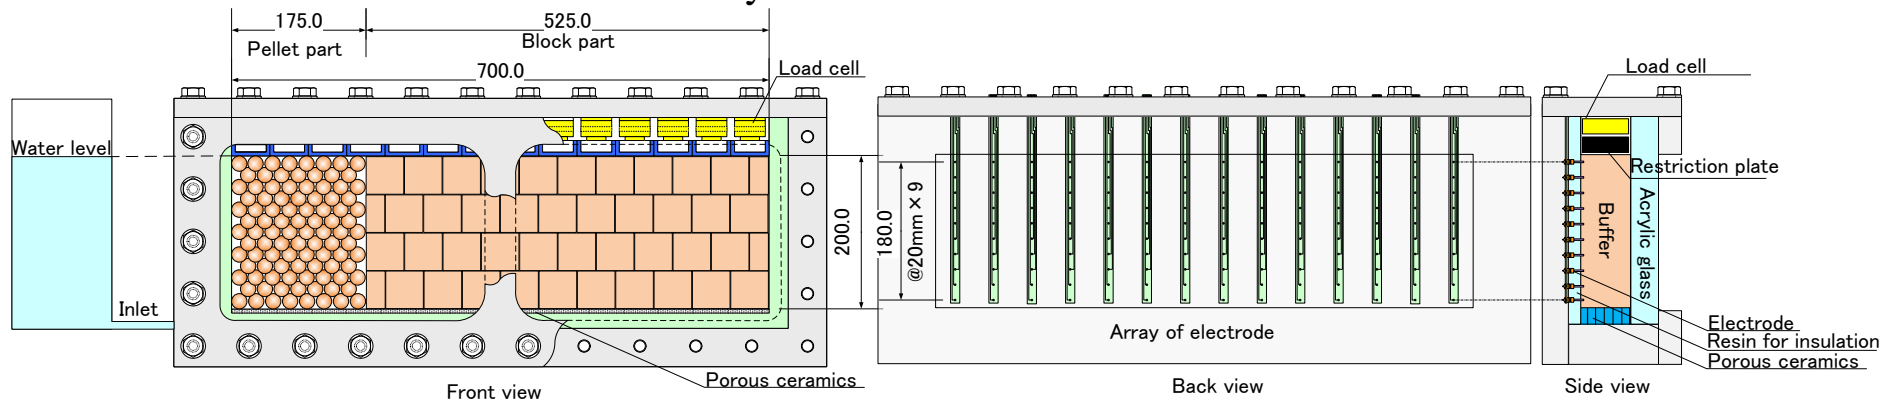 y
175.0
525.0
Pellet part
Block part
700.0
Load cell
Water level
Inlet
200.0
Porous ceramics
Front view
180.0
@20mm×9
Array of electrode
Back view
Load cell
Restriction plate
Buffer
Acrylic glass
Electrode
Resin for insulation
Porous ceramics
Side view